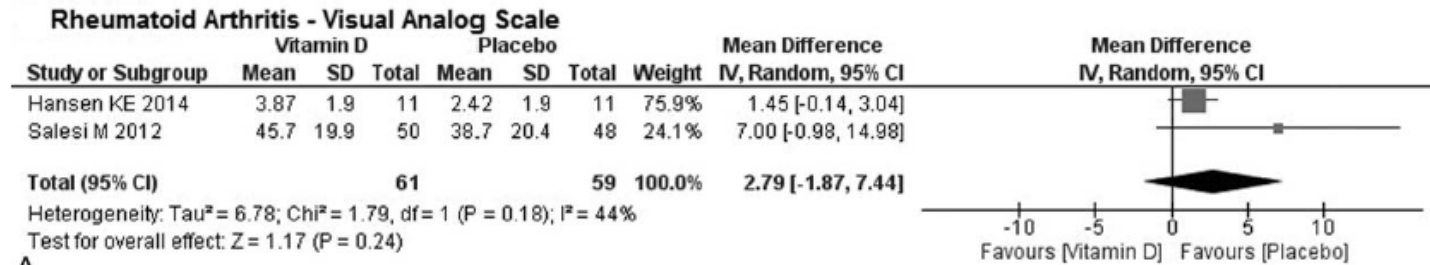 Rheumatoid Arthritis - Visual Analog Scale
Vitamin D Placebo Mean Difference Mean Difference
Study or Subgroup Mean SD Total Mean SD Total Weight IV, Random, 95% CI IV, Random, 95% CI
Hansen KE 2014 3.87 1.9 11 2.42 1.9 11 75.9% 1.45 [-0.14, 3.04]
Salesi M 2012 45.7 19.9 50 38.7 20.4 48 24.1% 7.00 [-0.98, 14.98]
Total (95% CI) 61 59 100.0% 2.79 [-1.87, 7.44]
Heterogeneity: Tau² = 6.78; Chi² = 1.79, df = 1 (P = 0.18); I² = 44%
Test for overall effect: Z = 1.17 (P = 0.24)
-10 -5 0 5 10
Favours [Vitamin D] Favours [Placebo]